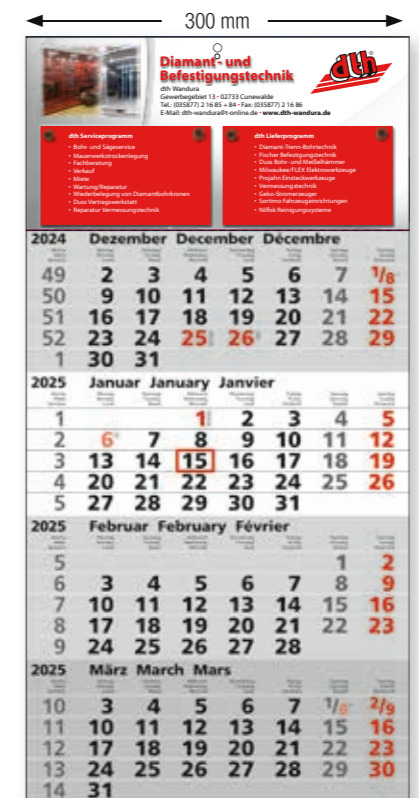 300 mm
Diamant- und
Befestigungstechnik
dth
dth Wandura
Gewerbegebiet 13 • 02733 Cunewalde
Tel.: (035877) 2 16 85 + 84 • Fax: (035877) 2 16 86
E-Mail: dth-wandura@t-online.de • www.dth-wandura.de
dth Serviceprogramm
• Bohr- und Sägeservice
• Mauerwerkstrockenlegung
• Fachberatung
• Verkauf
• Miete
• Wartung/Reparatur
• Wiederbelegung von Diamantbohrkronen
• Duss Vertragswerkstatt
• Reparatur Vermessungstechnik
dth Lieferprogramm
• Diamant-Trenn-Bohrtechnik
• Fischer Befestigungstechnik
• Duss Bohr- und Meißelhämmer
• Milwaukee/FLEX Elektrowerkzeuge
• Projahn Einsteckwerkzeuge
• Vermessungstechnik
• Geko-Stromerzeuger
• Sortimo Fahrzeugeinrichtungen
• Nilfisk Reinigungssysteme
2024 Dezember December Décembre
49 2 3 4 5 6 7 1/8
50 9 10 11 12 13 14 15
51 16 17 18 19 20 21 22
52 23 24 25 26 27 28 29
1 30 31
2025 Januar January Janvier
1 1 2 3 4 5
2 6 7 8 9 10 11 12
3 13 14 15 16 17 18 19
4 20 21 22 23 24 25 26
5 27 28 29 30 31
2025 Februar February Février
5 1 2
6 3 4 5 6 7 8 9
7 10 11 12 13 14 15 16
8 17 18 19 20 21 22 23
9 24 25 26 27 28
2025 März March Mars
10 3 4 5 6 7 1/8 2/9
11 10 11 12 13 14 15 16
12 17 18 19 20 21 22 23
13 24 25 26 27 28 29 30
14 31